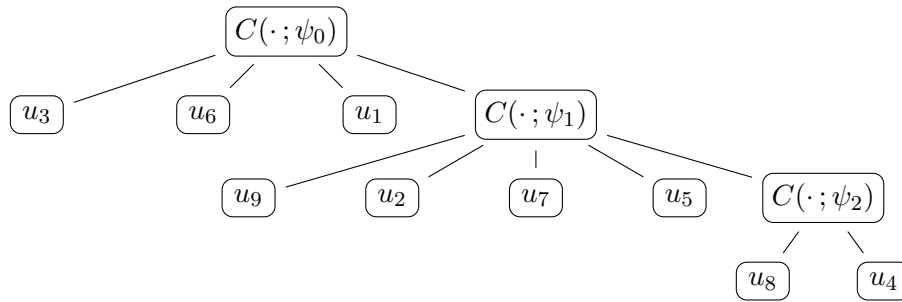 C(· ; ψ₀)
u₃ u₆ u₁ C(· ; ψ₁)
u₉ u₂ u₇ u₅ C(· ; ψ₂)
u₈ u₄